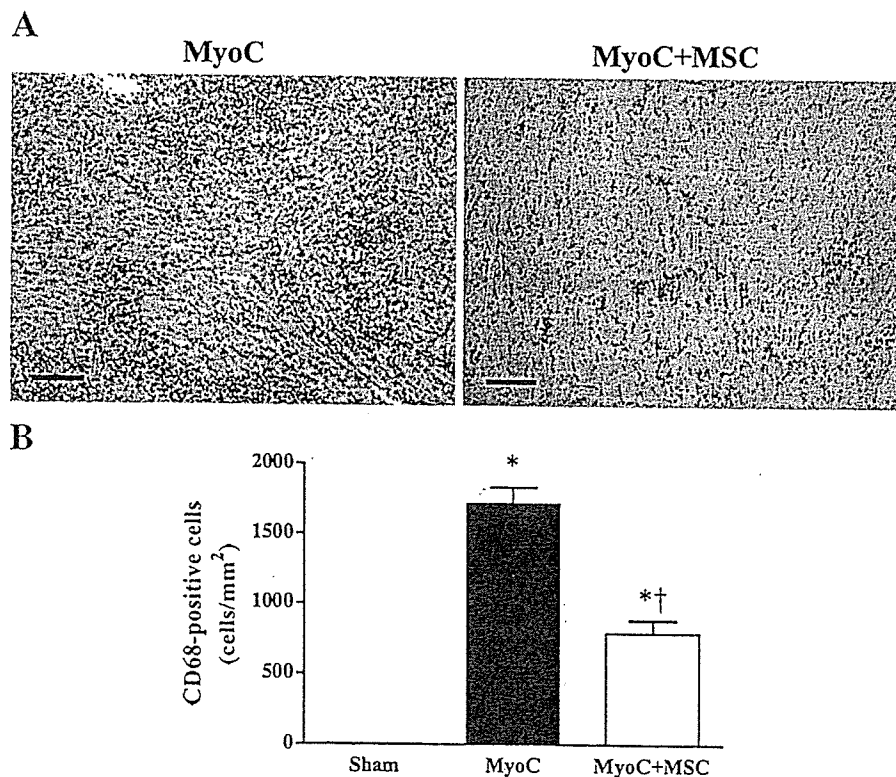 A
MyoC
MyoC+MSC
B
2000
1500
1000
500
0
CD68-positive cells
(cells/mm²)
*
*†
Sham
MyoC
MyoC+MSC